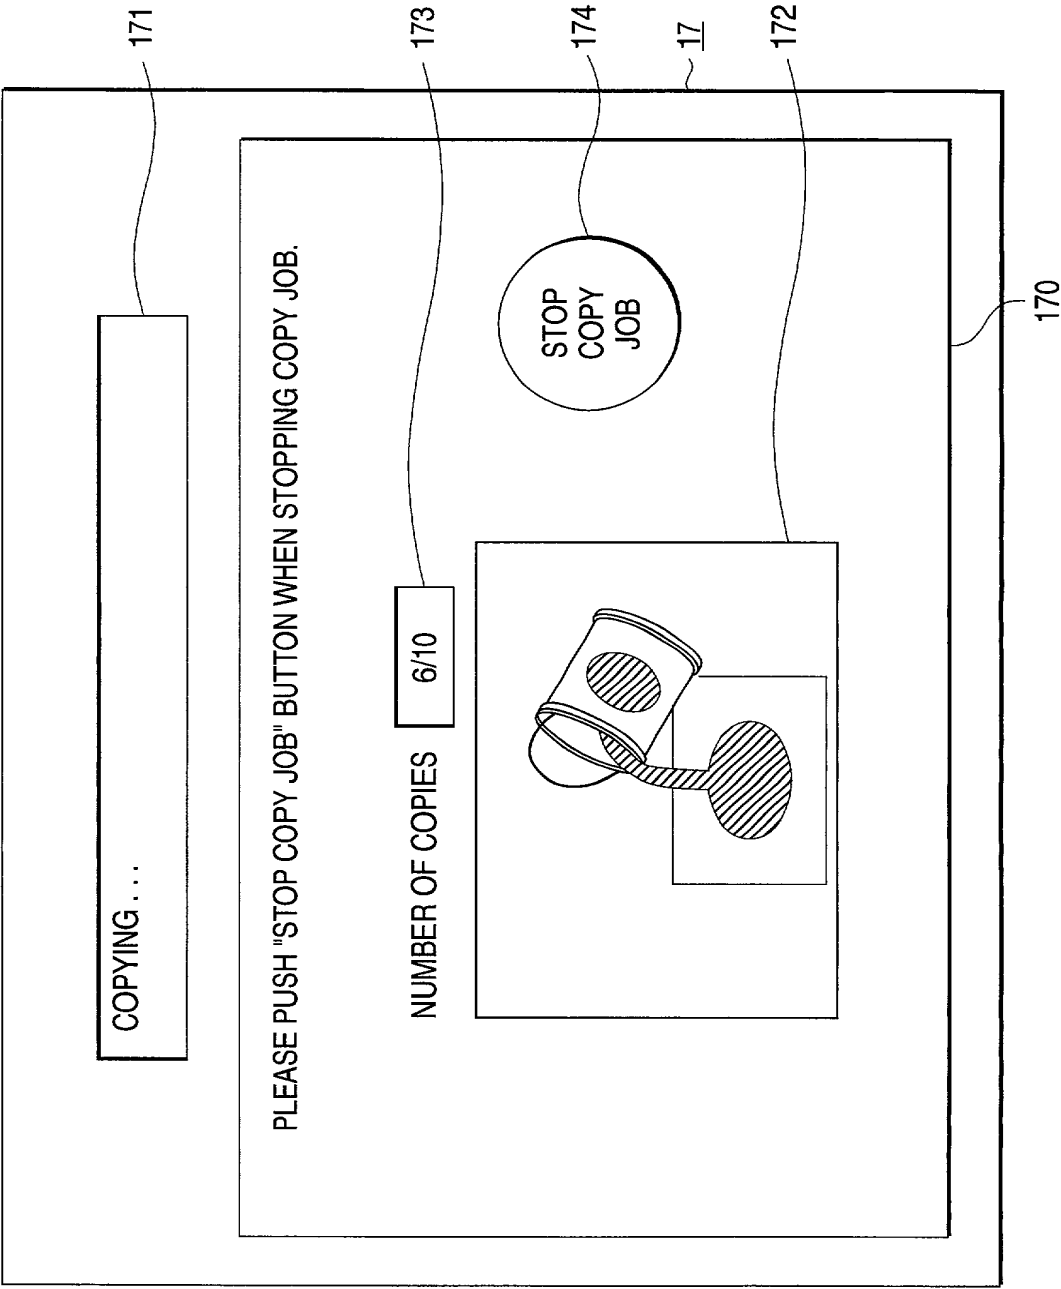 171
173
174
17
172
COPYING...
PLEASE PUSH "STOP COPY JOB" BUTTON WHEN STOPPING COPY JOB.
NUMBER OF COPIES 6/10
STOP
COPY
JOB
170